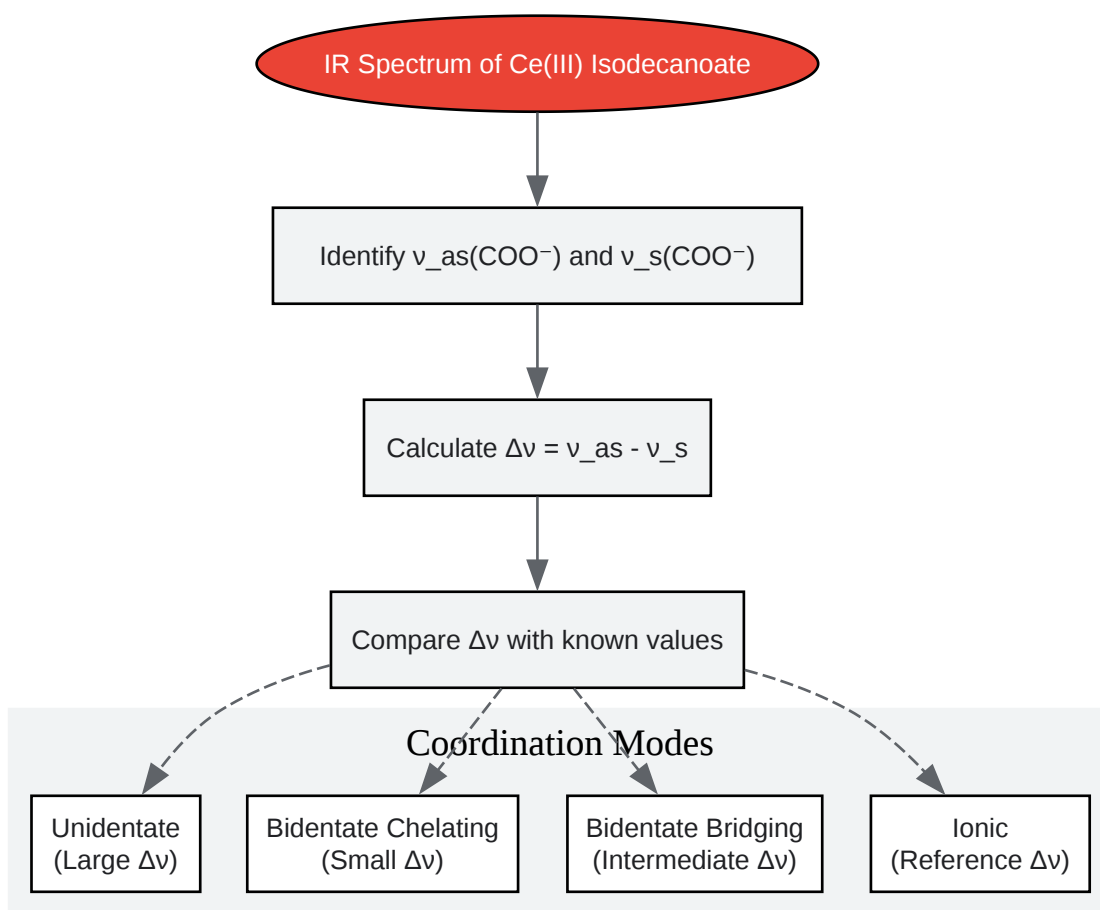 IR Spectrum of Ce(III) Isodecanoate
Identify ν_as(COO⁻) and ν_s(COO⁻)
Calculate Δν = ν_as - ν_s
Compare Δν with known values
Coordination Modes
Unidentate
(Large Δν)
Bidentate Chelating
(Small Δν)
Bidentate Bridging
(Intermediate Δν)
Ionic
(Reference Δν)